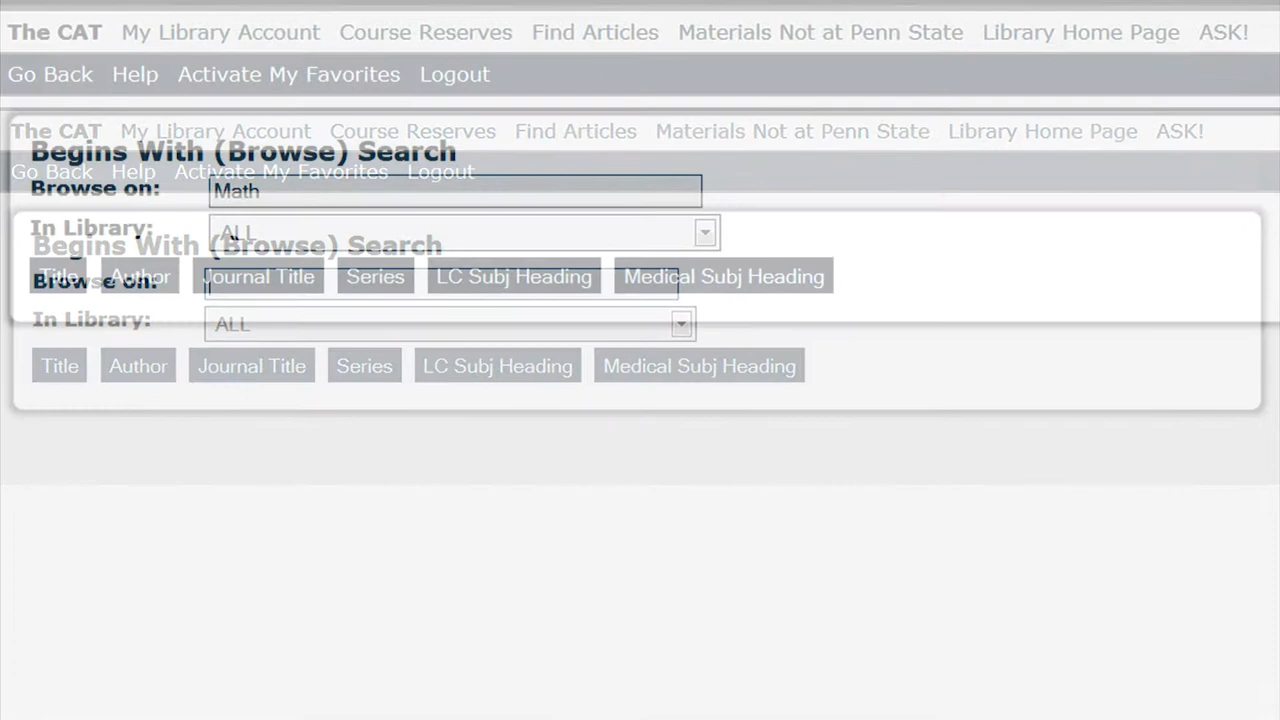 The CAT My Library Account Course Reserves Find Articles Materials Not at Penn State Library Home Page ASK!
Go Back Help Activate My Favorites Logout
The CAT My Library Account Course Reserves Find Articles Materials Not at Penn State Library Home Page ASK!
Begins With (Browse) Search
Go Back Help Activate My Favorites Logout
Browse on: Math
In Library: ALL
Begins With (Browse) Search
Title Author Journal Title Series LC Subj Heading Medical Subj Heading
Browse on:
In Library: ALL
Title Author Journal Title Series LC Subj Heading Medical Subj Heading